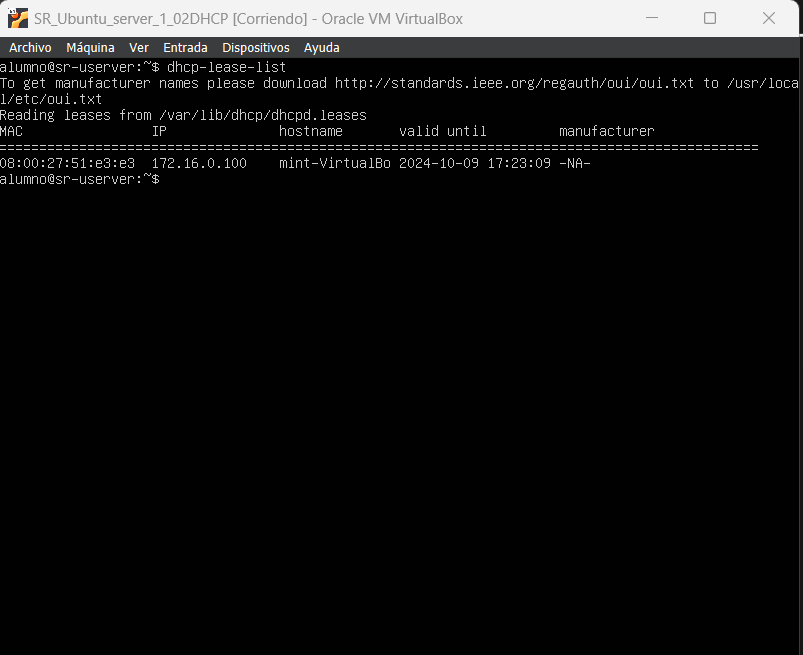 SR_Ubuntu_server_1_02DHCP [Corriendo] - Oracle VM VirtualBox
Archivo Máquina Ver Entrada Dispositivos Ayuda
alumno@sr-userver:~$ dhcp-lease-list
To get manufacturer names please download http://standards.ieee.org/regauth/oui/oui.txt to /usr/loca
l/etc/oui.txt
Reading leases from /var/lib/dhcp/dhcpd.leases
MAC                IP              hostname       valid until         manufacturer
===============================================================================================
08:00:27:51:e3:e3  172.16.0.100    mint-VirtualBo 2024-10-09 17:23:09 -NA-
alumno@sr-userver:~$